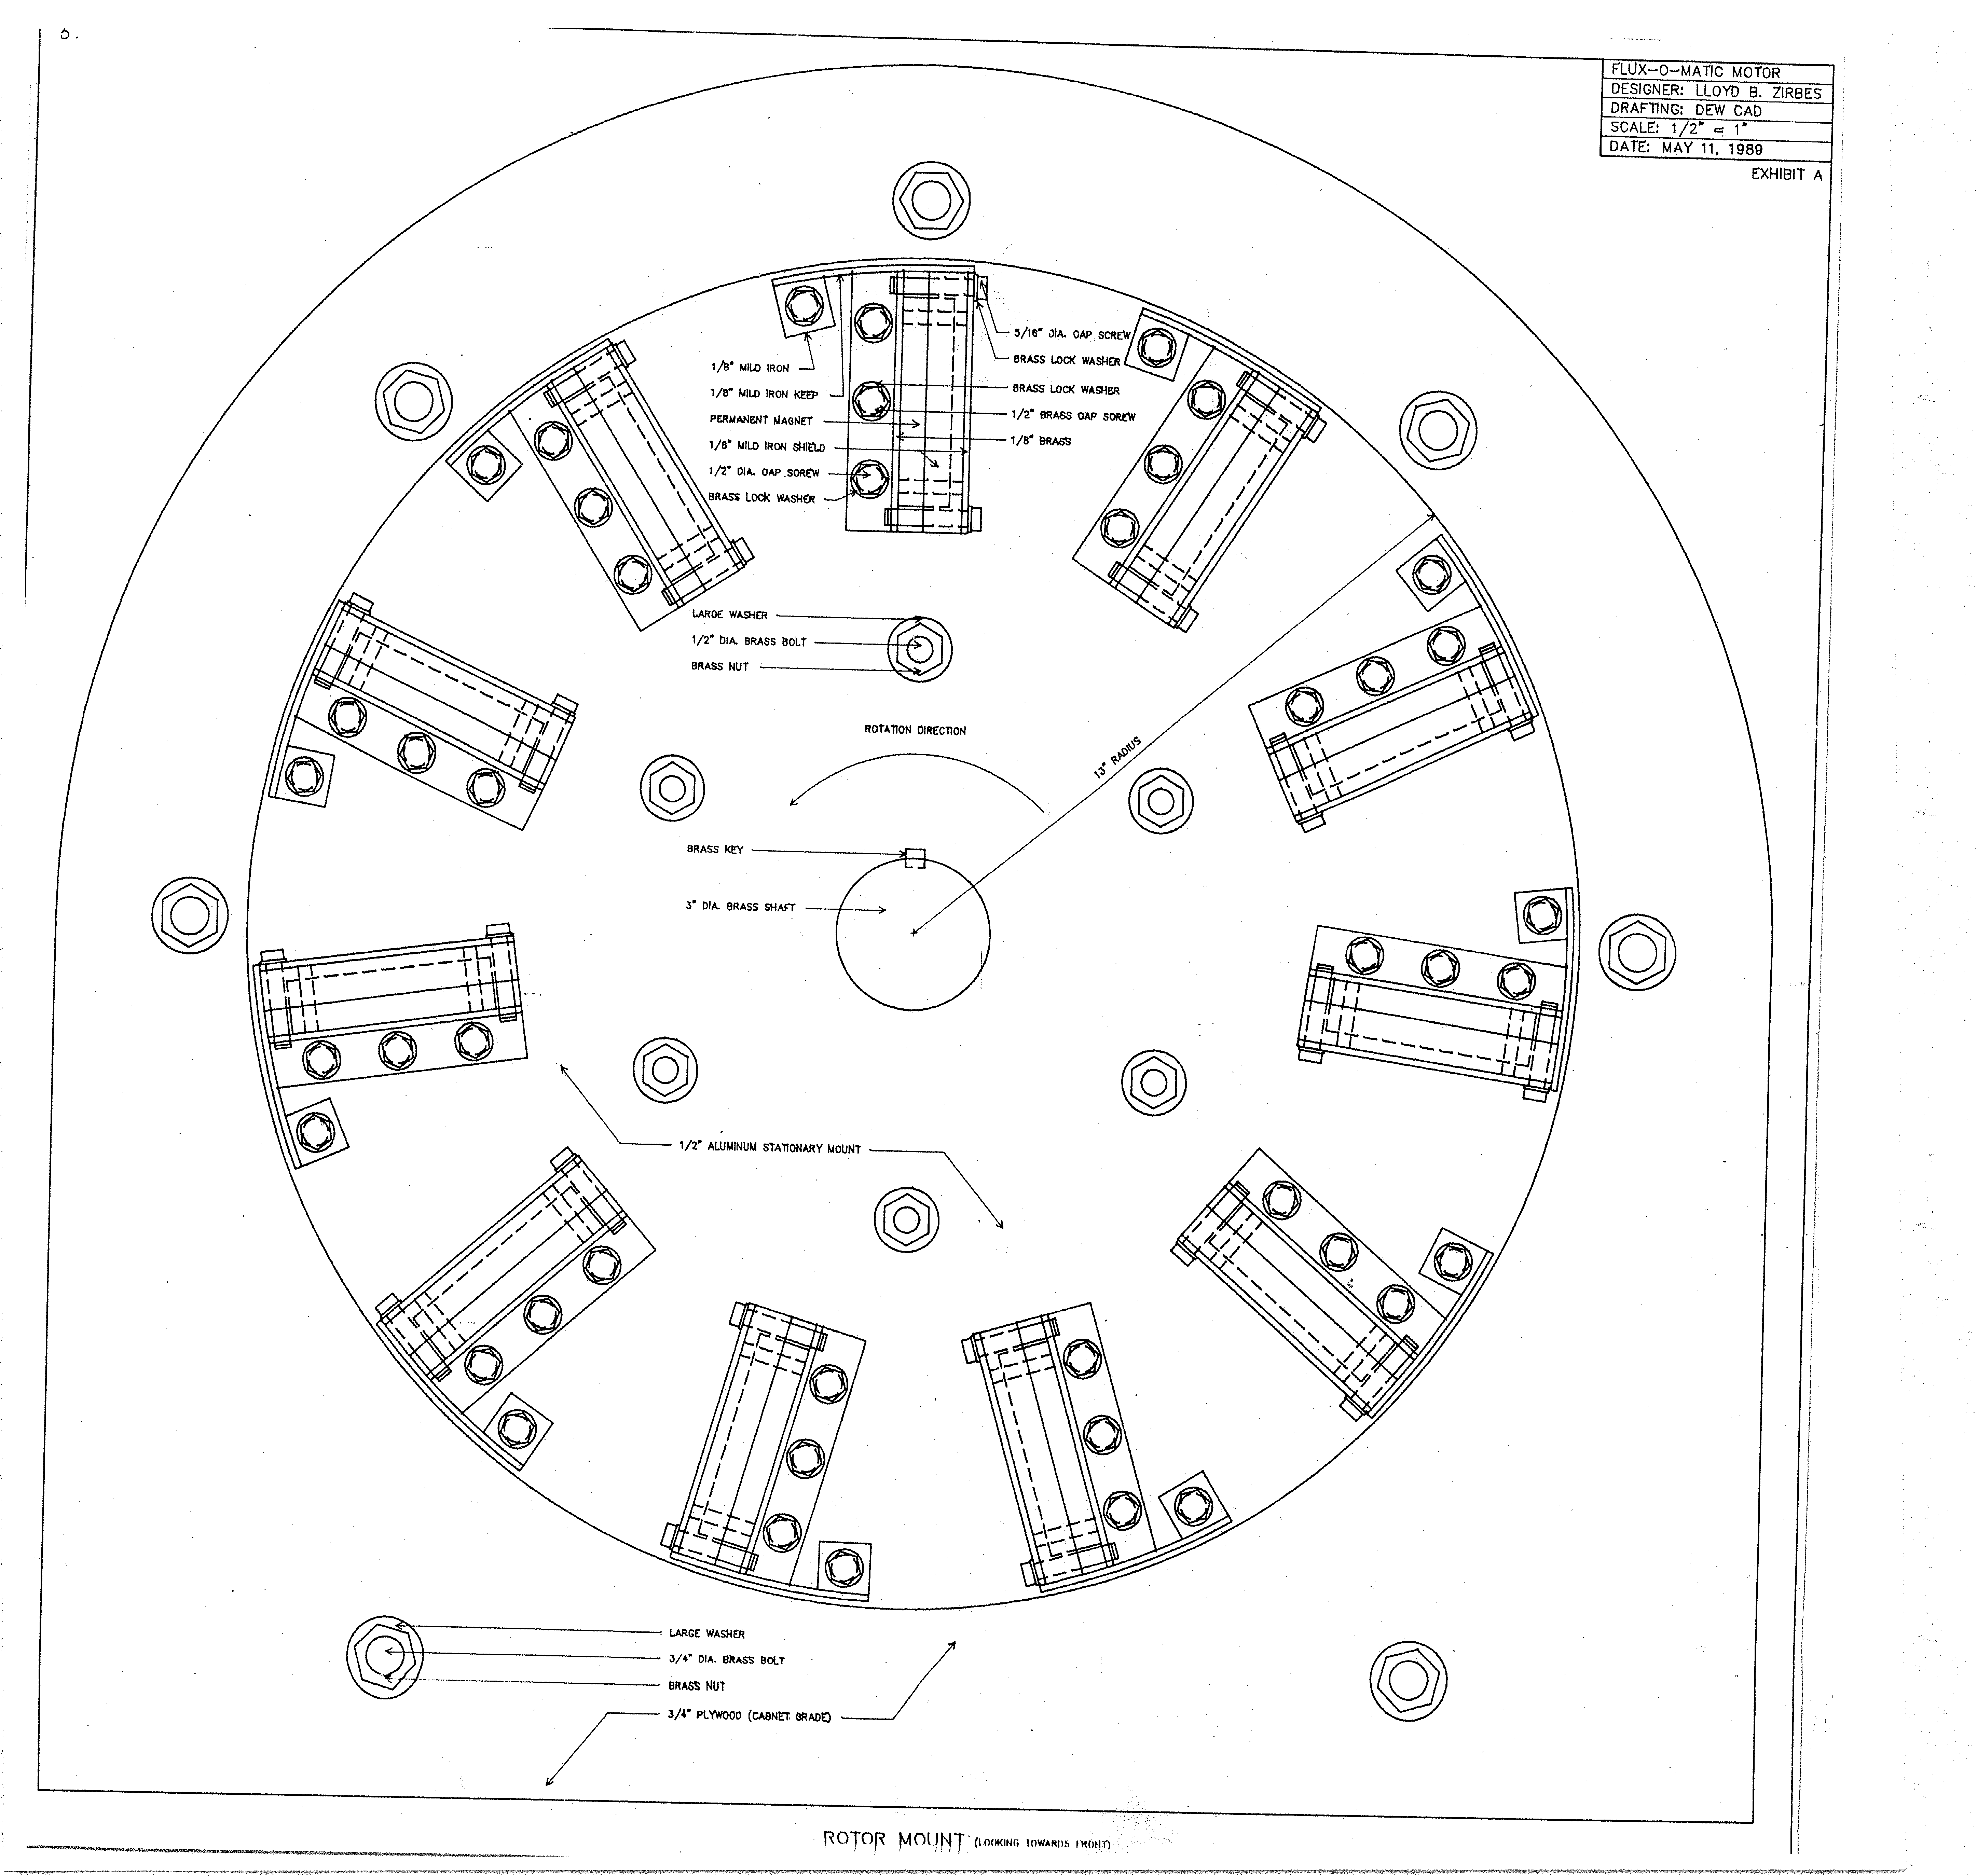 5.
FLUX-O-MATIC MOTOR
DESIGNER: LLOYD B. ZIRBES
DRAFTING: DEW CAD
SCALE: 1/2" = 1"
DATE: MAY 11, 1989
EXHIBIT A
5/16" DIA. CAP SCREW
BRASS LOCK WASHER
BRASS LOCK WASHER
1/2" BRASS CAP SCREW
1/8" BRASS
1/8" MILD IRON
1/8" MILD IRON KEEP
PERMANENT MAGNET
1/8" MILD IRON SHIELD
1/2" DIA. CAP SCREW
BRASS LOCK WASHER
LARGE WASHER
1/2" DIA. BRASS BOLT
BRASS NUT
ROTATION DIRECTION
13" RADIUS
BRASS KEY
3" DIA. BRASS SHAFT
1/2" ALUMINUM STATIONARY MOUNT
LARGE WASHER
3/4" DIA. BRASS BOLT
BRASS NUT
3/4" PLYWOOD (CABNET GRADE)
ROTOR MOUNT (LOOKING TOWARDS FRONT)